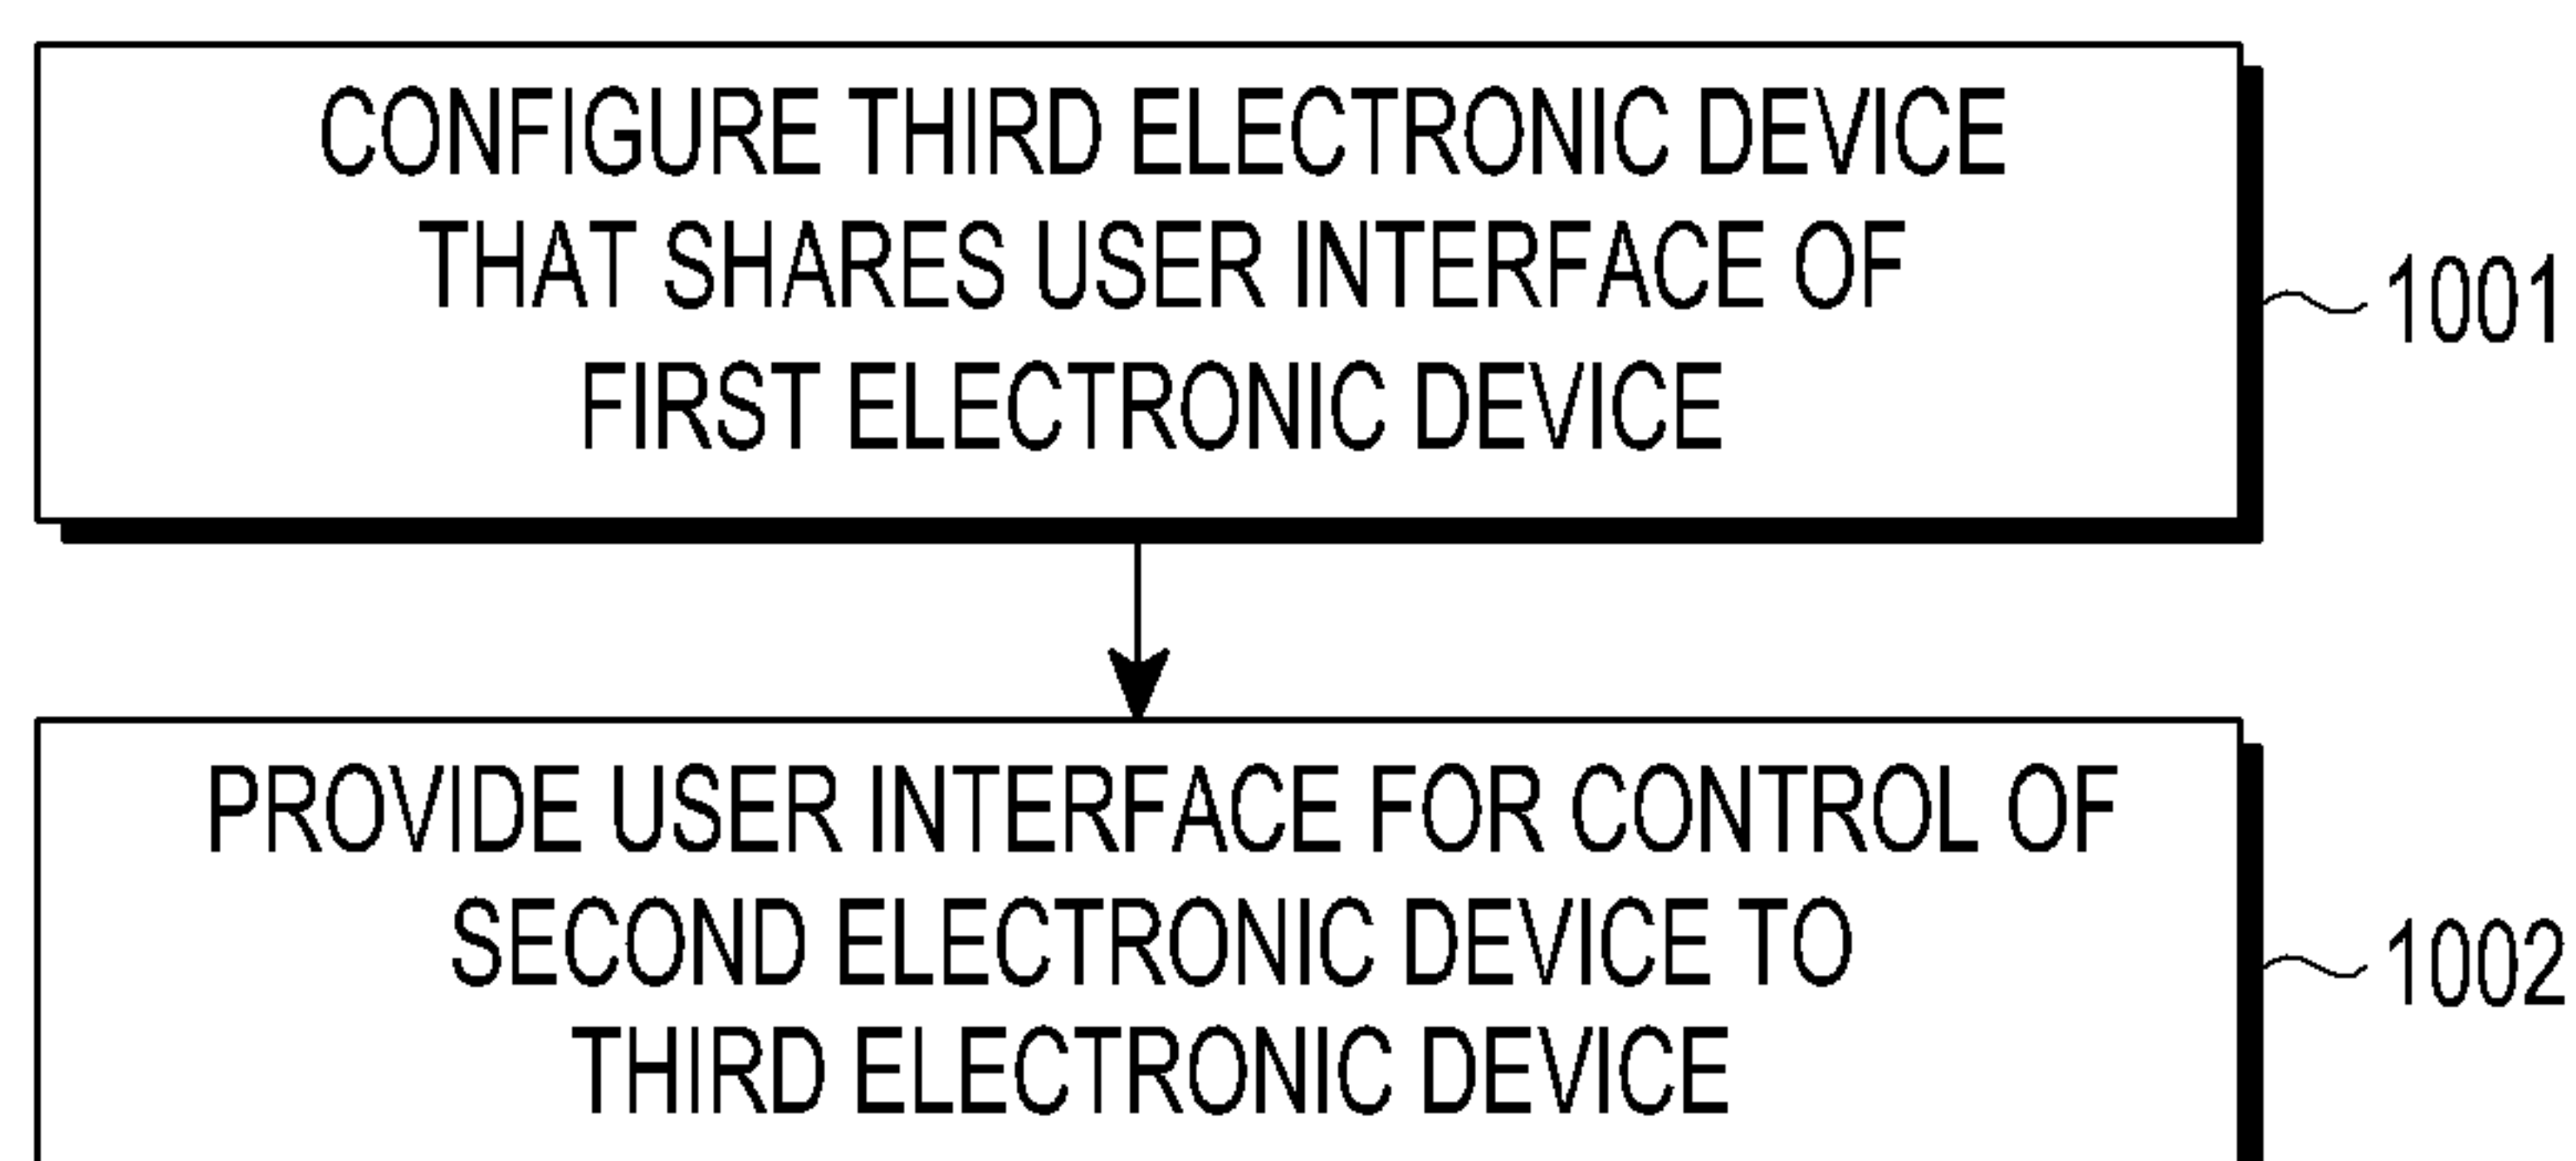 CONFIGURE THIRD ELECTRONIC DEVICE
THAT SHARES USER INTERFACE OF
FIRST ELECTRONIC DEVICE
1001
PROVIDE USER INTERFACE FOR CONTROL OF
SECOND ELECTRONIC DEVICE TO
THIRD ELECTRONIC DEVICE
1002